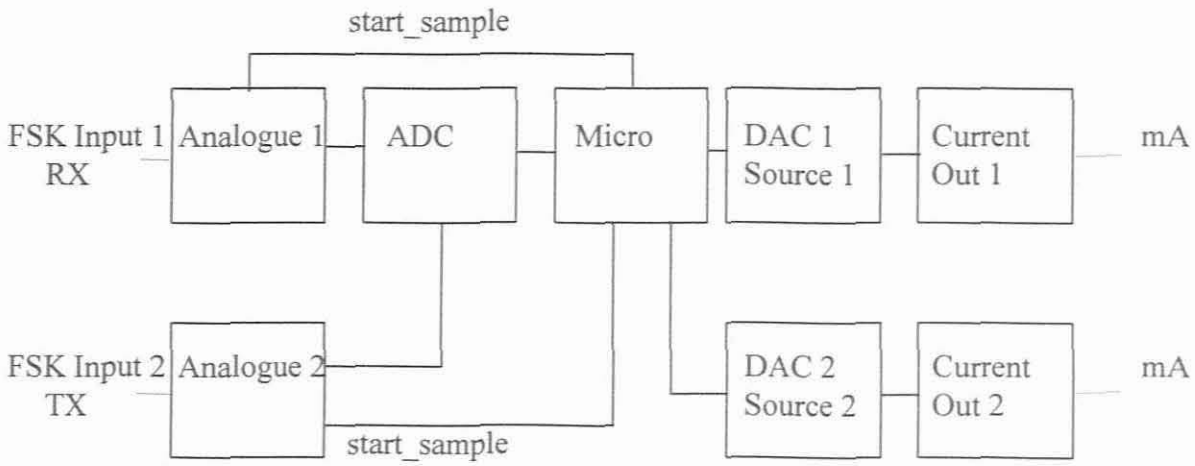 start_sample
FSK Input 1
RX
Analogue 1
ADC
Micro
DAC 1
Source 1
Current
Out 1
mA
FSK Input 2
TX
Analogue 2
start_sample
DAC 2
Source 2
Current
Out 2
mA